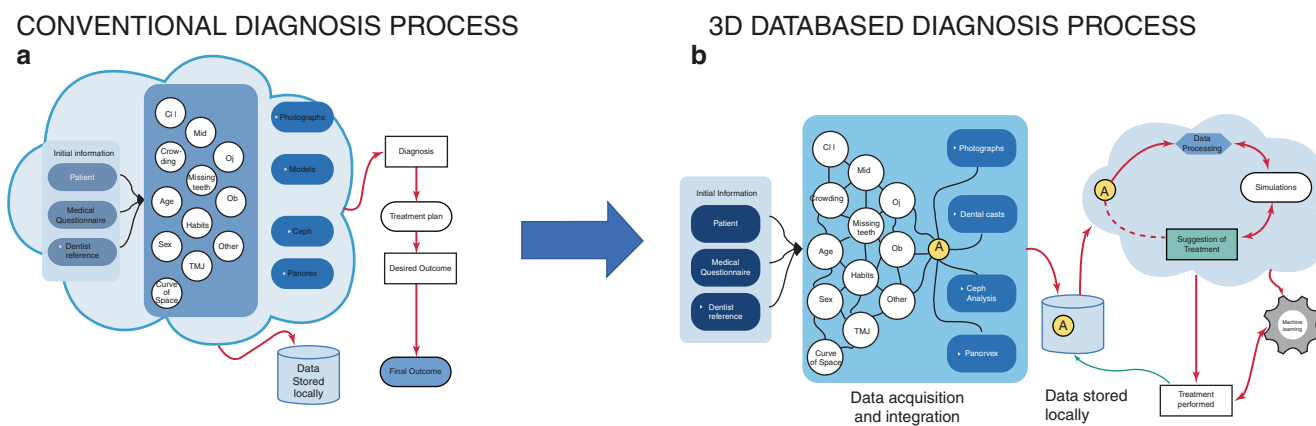 CONVENTIONAL DIAGNOSIS PROCESS
a
Initial information
Patient
Medical
Questionnaire
Dentist
reference
Cl l
Mid
Crow-
ding
Oj
Missing
teeth
Age
Ob
Habits
Sex
Other
TMJ
Curve
of Space
Photographs
Models
Ceph
Panorex
Data
Stored
locally
Diagnosis
Treatment plan
Desired Outcome
Final Outcome
3D DATABASED DIAGNOSIS PROCESS
b
Initial Information
Patient
Medical
Questionnaire
Dentist
reference
Cl l
Mid
Crowding
Oj
Missing
teeth
Age
Ob
Habits
Sex
Other
TMJ
Curve
of Space
A
Photographs
Dental casts
Ceph
Analysis
Panorvex
Data acquisition
and integration
A
Data stored
locally
A
Data
Processing
Simulations
Suggestion of
Treatment
Machine
learning
Treatment
performed